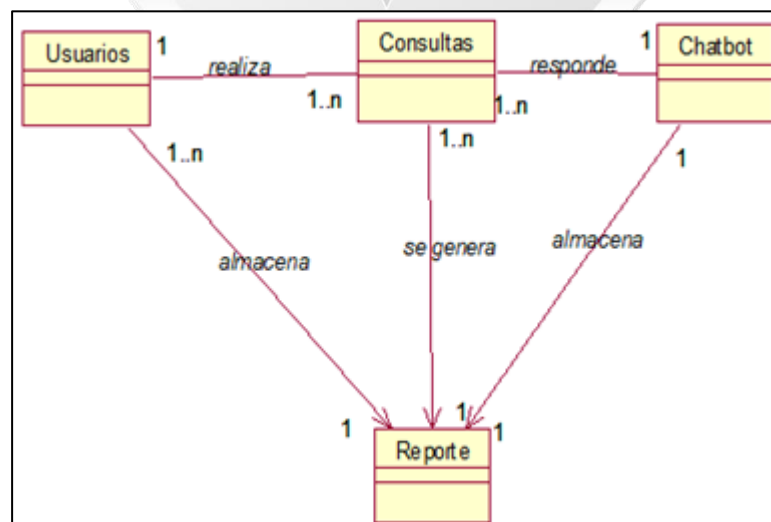 Usuarios
1
realiza
1..n
Consultas
1..n
responde
1
Chatbot
1..n
1..n
1
almacena
se genera
almacena
1
1
1
Reporte